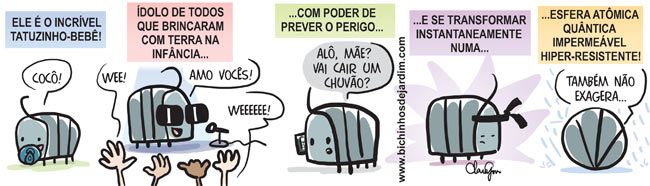 ELE É O INCRÍVEL
TATUZINHO-BEBÊ!
COCÔ!
ÍDOLO DE TODOS
QUE BRINCARAM
COM TERRA NA
INFÂNCIA...
WEE!
AMO VOCÊS!
WEEEEEE!
...COM PODER DE
PREVER O PERIGO...
ALÔ, MÃE?
VAI CAIR UM
CHUVÃO?
www.bichinhosdejardim.com
...E SE TRANSFORMAR
INSTANTANEAMENTE
NUMA...
Clara Gomes
...ESFERA ATÔMICA
QUÂNTICA
IMPERMEÁVEL
HIPER-RESISTENTE!
TAMBÉM NÃO
EXAGERA...